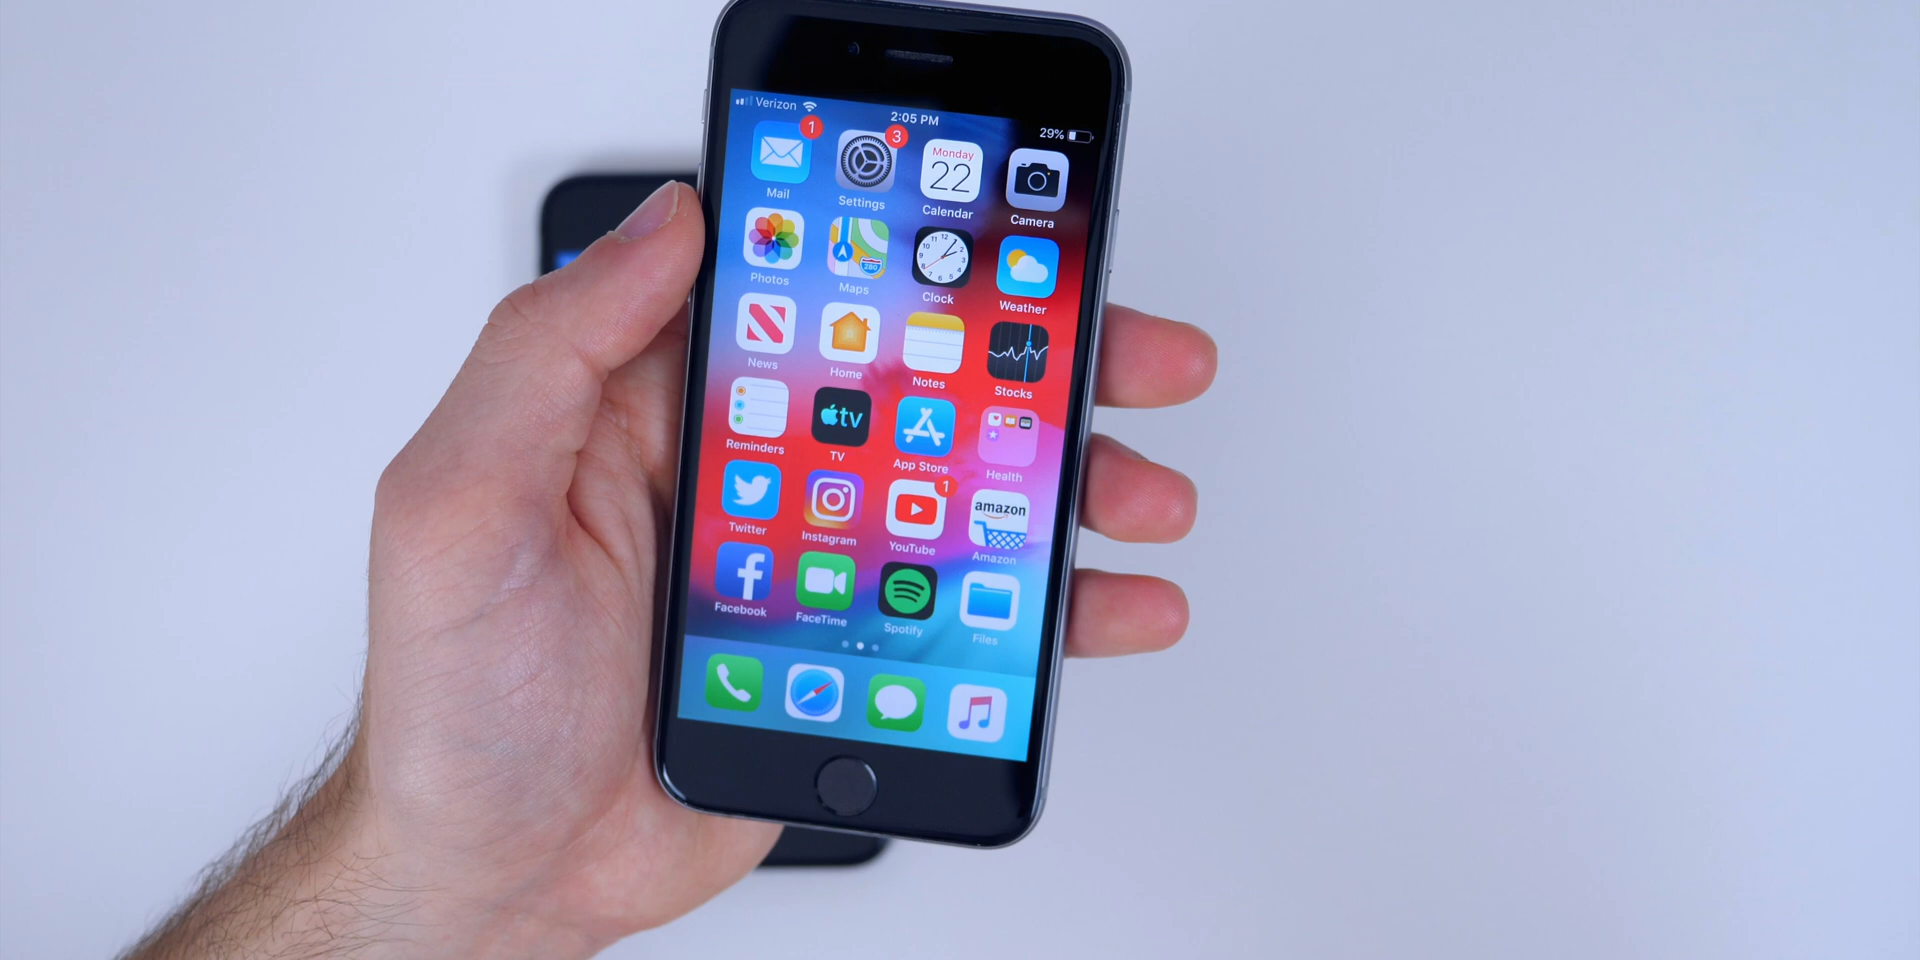 Verizon 2:05 PM 29%
1 3 Monday
22
Mail Settings Calendar Camera
280
Photos Maps Clock Weather
News Home Notes Stocks
tv
Reminders TV App Store Health
1 amazon
Twitter Instagram YouTube Amazon
Facebook FaceTime Spotify Files